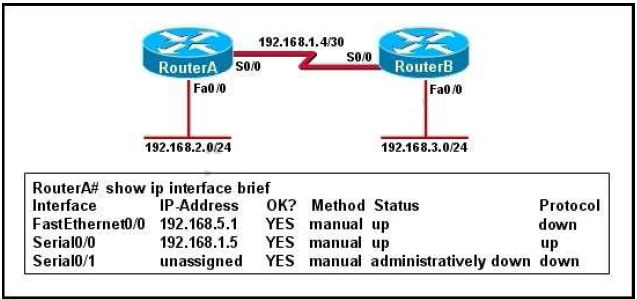 192.168.1.4/30
RouterA S0/0 S0/0 RouterB
Fa0/0 Fa0/0
192.168.2.0/24 192.168.3.0/24
RouterA# show ip interface brief
Interface IP-Address OK? Method Status Protocol
FastEthernet0/0 192.168.5.1 YES manual up down
Serial0/0 192.168.1.5 YES manual up up
Serial0/1 unassigned YES manual administratively down down